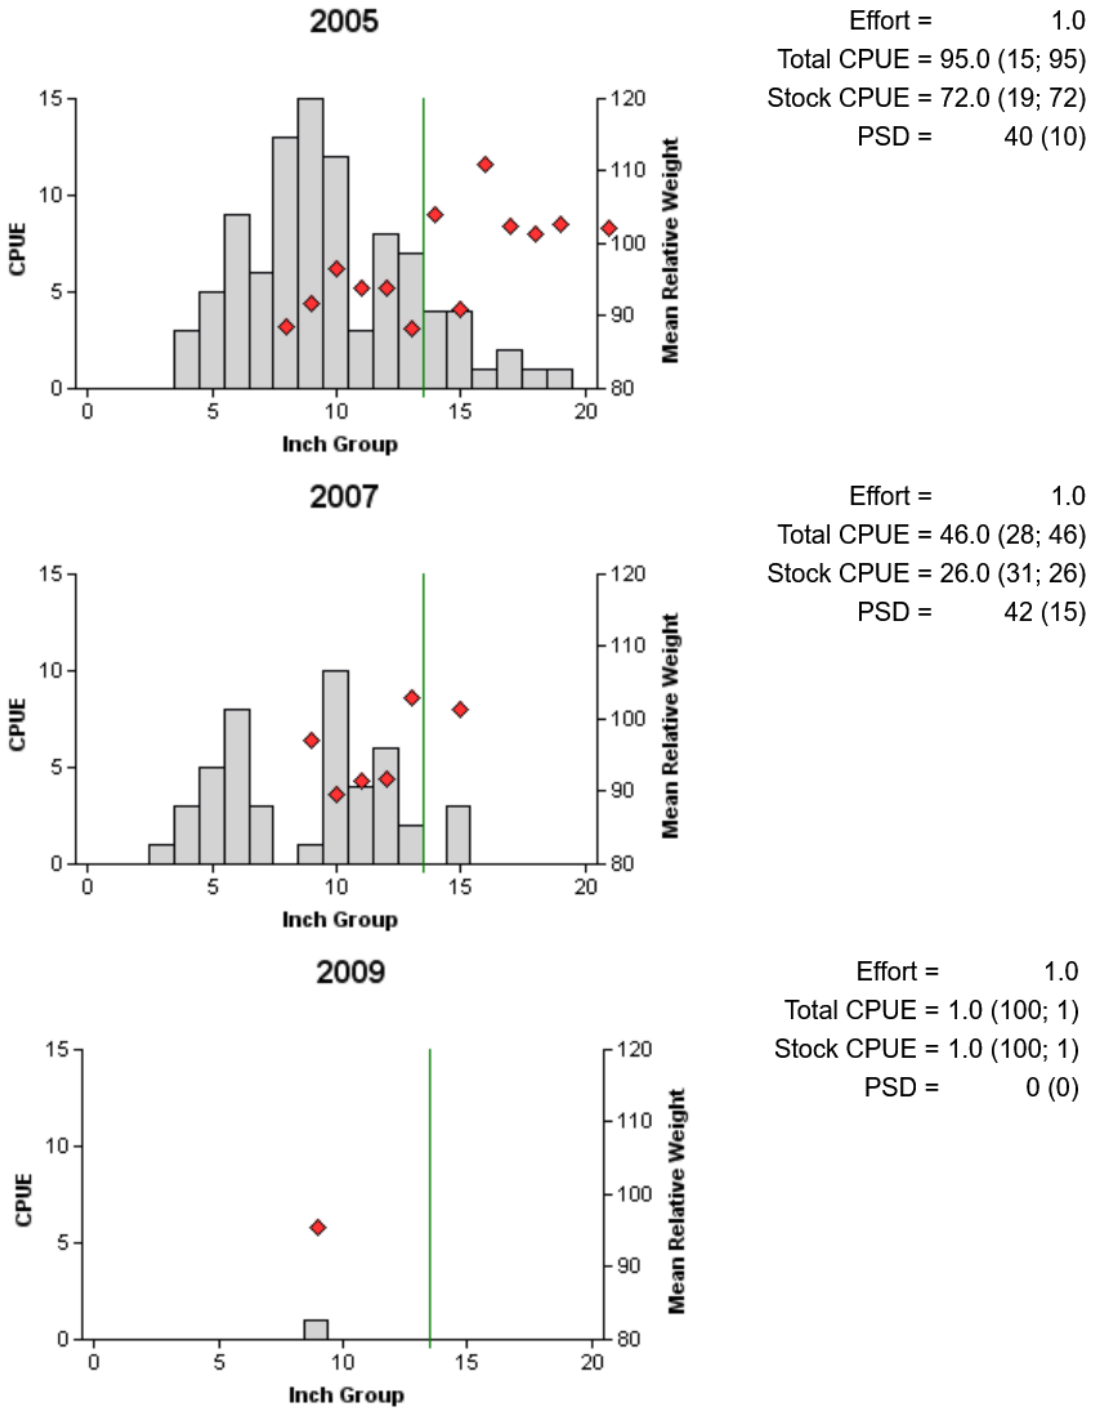 2005
Effort = 1.0
Total CPUE = 95.0 (15; 95)
Stock CPUE = 72.0 (19; 72)
PSD = 40 (10)
15
10
5
0
CPUE
120
110
100
90
80
Mean Relative Weight
0 5 10 15 20
Inch Group
2007
Effort = 1.0
Total CPUE = 46.0 (28; 46)
Stock CPUE = 26.0 (31; 26)
PSD = 42 (15)
15
10
5
0
CPUE
120
110
100
90
80
Mean Relative Weight
0 5 10 15 20
Inch Group
2009
Effort = 1.0
Total CPUE = 1.0 (100; 1)
Stock CPUE = 1.0 (100; 1)
PSD = 0 (0)
15
10
5
0
CPUE
120
110
100
90
80
Mean Relative Weight
0 5 10 15 20
Inch Group